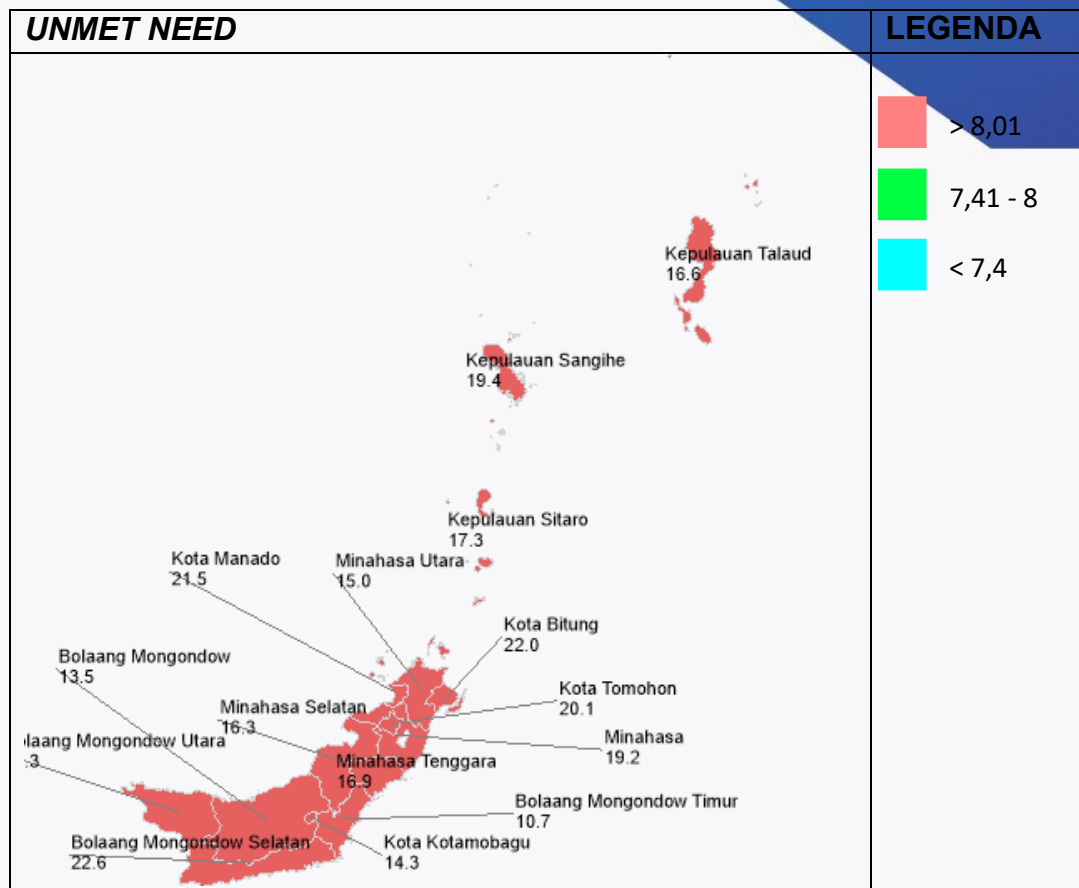 UNMET NEED
LEGENDA
> 8,01
7,41 - 8
< 7,4
Kepulauan Talaud
16.6
Kepulauan Sangihe
19.4
Kepulauan Sitaro
17.3
Kota Manado
21.5
Minahasa Utara
15.0
Kota Bitung
22.0
Bolaang Mongondow
13.5
Kota Tomohon
20.1
Minahasa Selatan
16.3
Minahasa
19.2
Mongondow Utara
Minahasa Tenggara
16.9
Bolaang Mongondow Timur
10.7
Bolaang Mongondow Selatan
22.6
Kota Kotamobagu
14.3